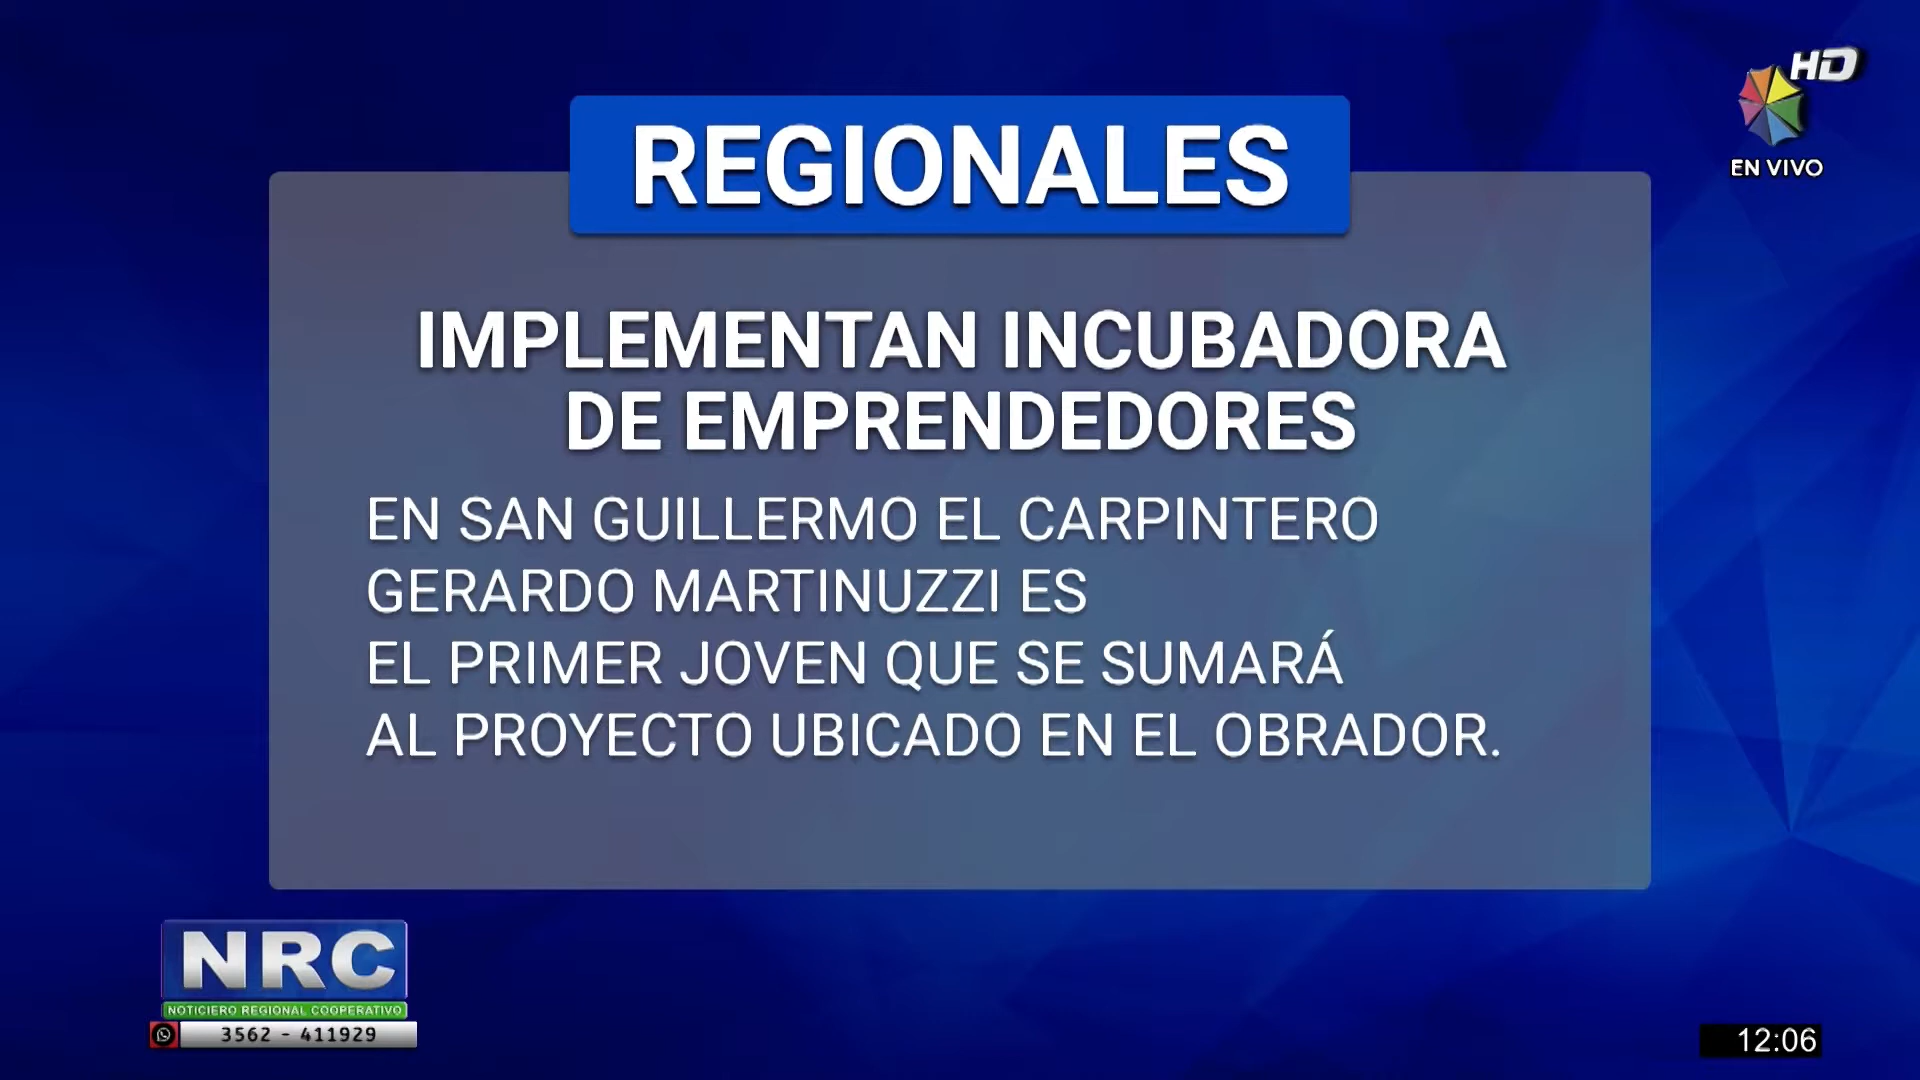 HD
EN VIVO
REGIONALES
IMPLEMENTAN INCUBADORA
DE EMPRENDEDORES
EN SAN GUILLERMO EL CARPINTERO
GERARDO MARTINUZZI ES
EL PRIMER JOVEN QUE SE SUMARÁ
AL PROYECTO UBICADO EN EL OBRADOR.
NRC
NOTICIERO REGIONAL COOPERATIVO
3562 - 411929
12:06